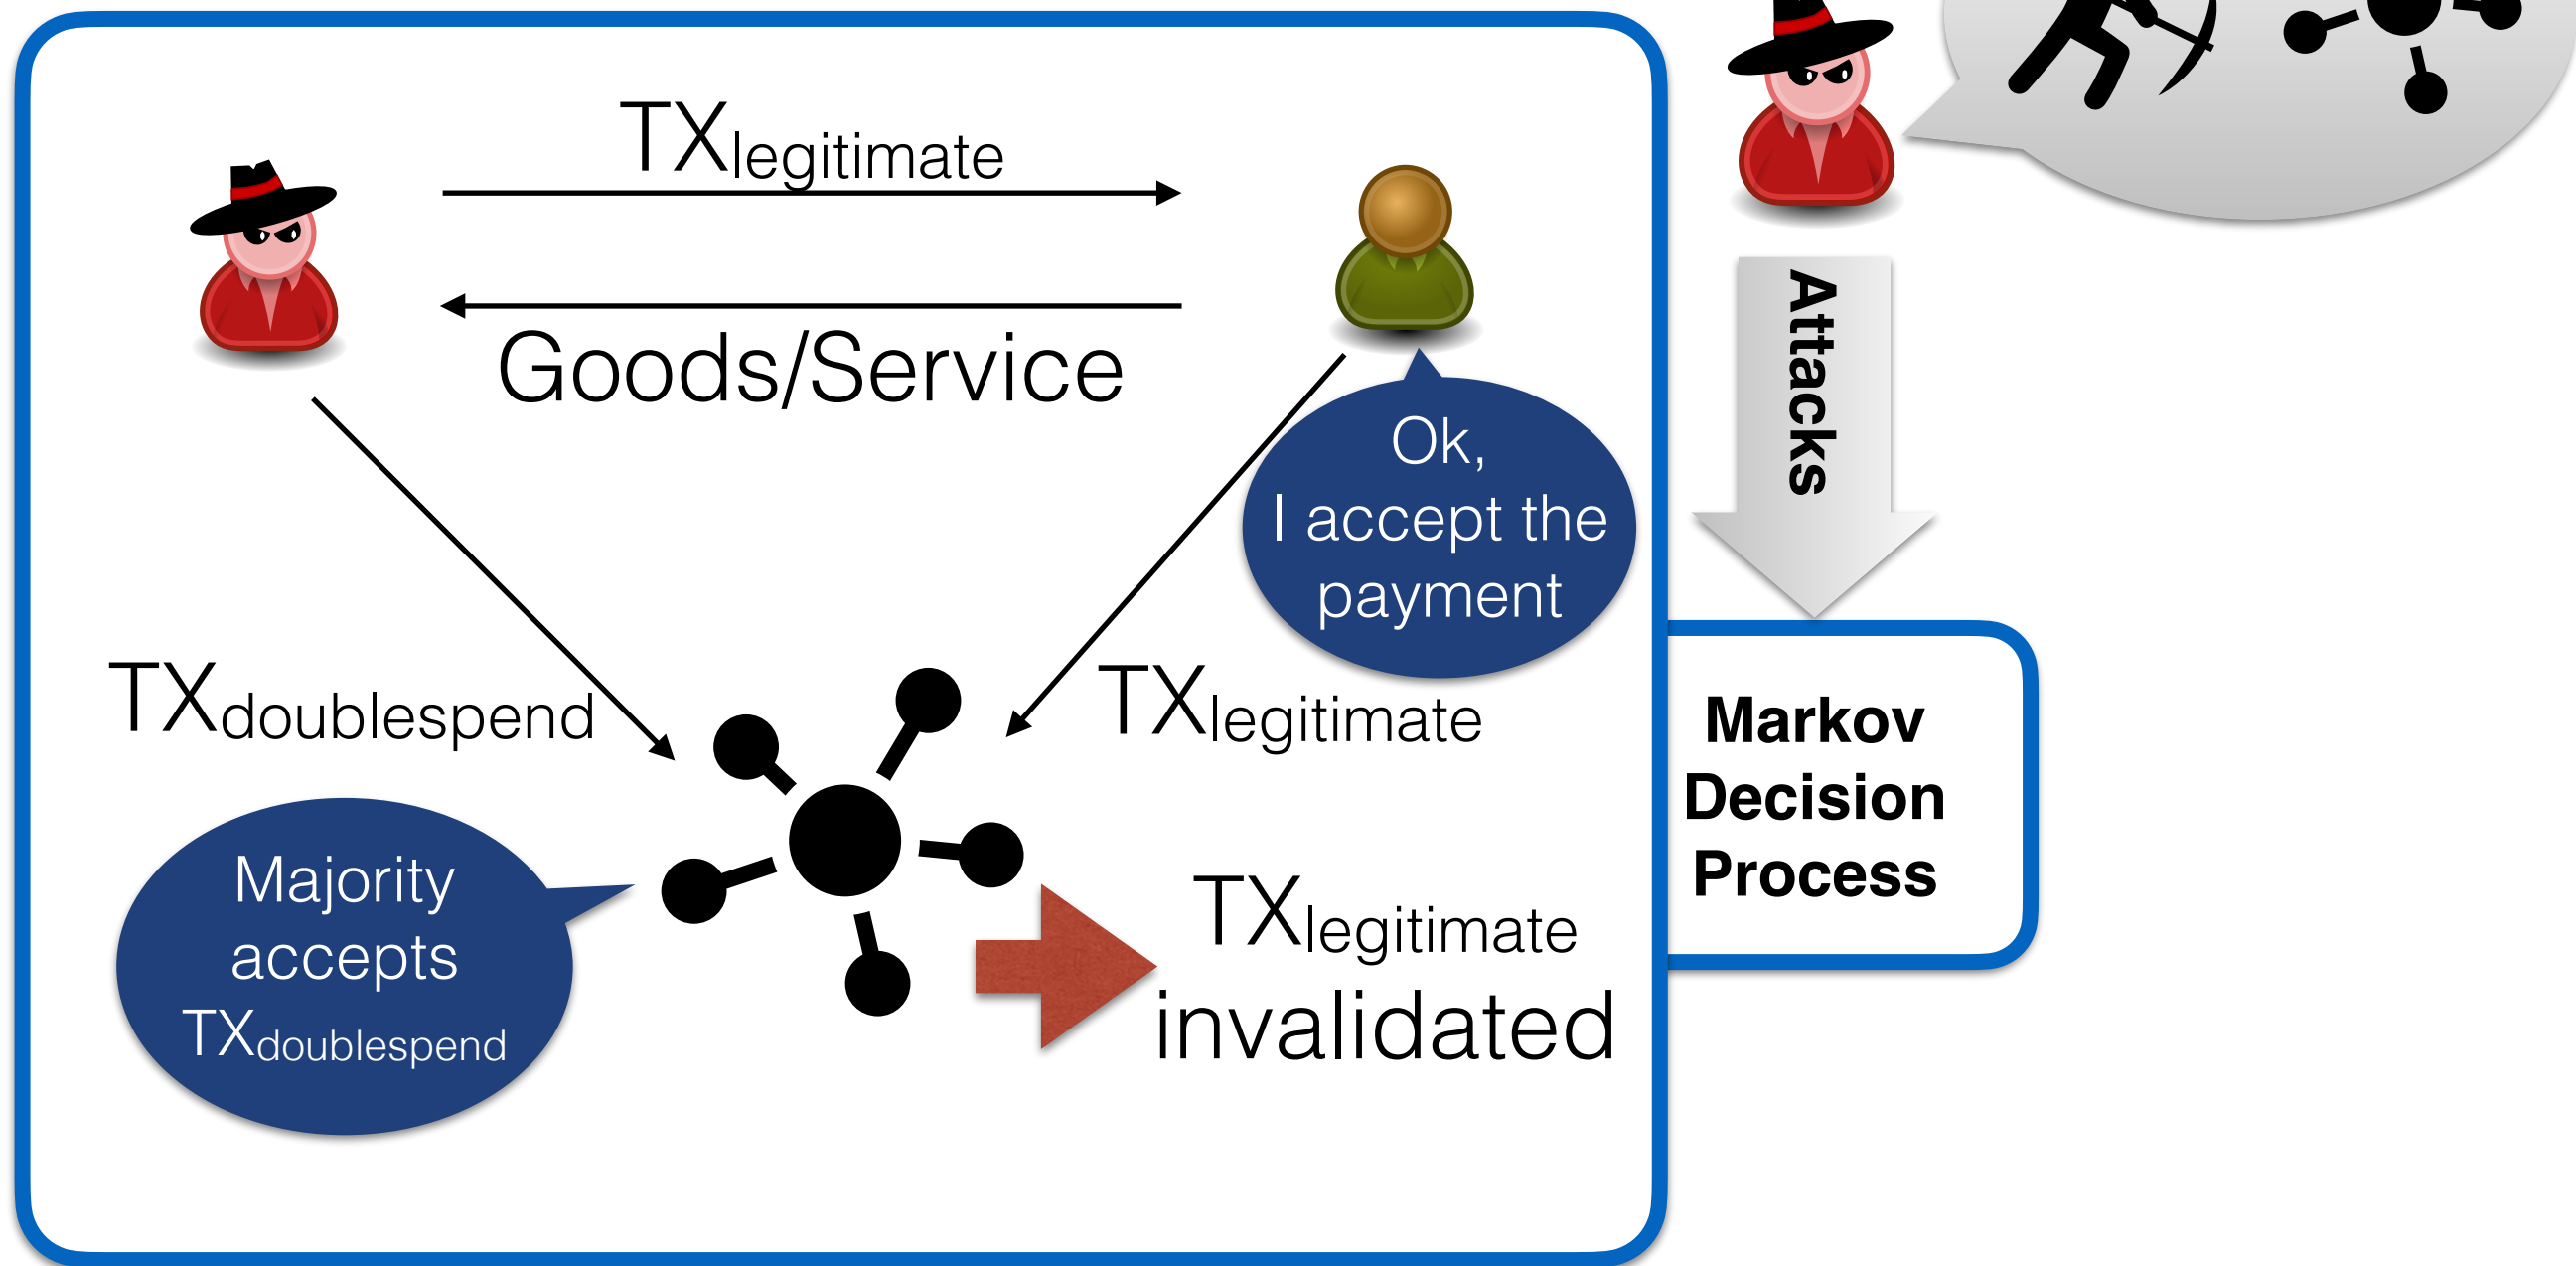 TXlegitimate
Goods/Service
Ok,
I accept the
payment
TXdoublespend
TXlegitimate
Majority
accepts
TXdoublespend
TXlegitimate
invalidated
Attacks
Markov
Decision
Process